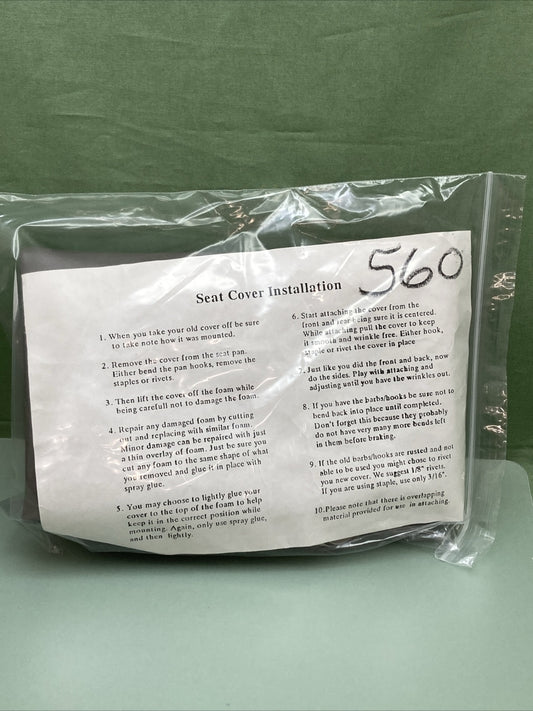 560
Seat Cover Installation
1. When you take your old cover off be sure
to take note how it was mounted.
2. Remove the cover from the seat pan.
Either bend the pan hooks, remove the
staples or rivets.
3. Then lift the cover off the foam while
being carefull not to damage the foam.
4. Repair any damaged foam by cutting
out and replacing with similar foam.
Minor damage can be repaired with just
a thin overlay of foam. Just be sure you
cut any foam to the same shape of what
you removed and glue it in place with
spray glue.
5. You may choose to lightly glue your
cover to the top of the foam to help
keep it in the correct position while
mounting. Again, only use spray glue,
and then lightly.
6. Start attaching the cover from the
front and rear being sure it is centered.
While attaching pull the cover to keep
it smooth and wrinkle free. Either hook,
staple or rivet the cover in place
7. Just like you did the front and back, now
do the sides. Play with attaching and
adjusting until you have the wrinkles out.
8. If you have the barbs/hooks be sure not to
bend back into place until completed.
Don't forget this because they probably
do not have very many more bends left
in them before braking.
9. If the old barbs/hooks are rusted and not
able to be used you might chose to rivet
you new cover. We suggest 1/8" rivets.
If you are using staple, use only 3/16".
10.Please note that there is overlapping
material provided for use in attaching.